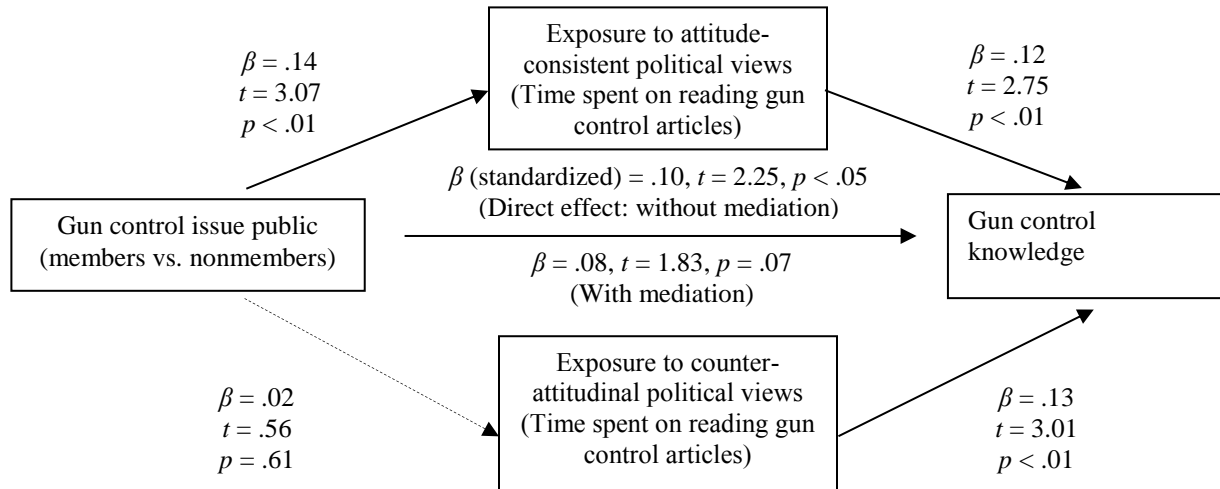 Exposure to attitude-
consistent political views
(Time spent on reading gun
control articles)
β = .14
t = 3.07
p < .01
β = .12
t = 2.75
p < .01
β (standardized) = .10, t = 2.25, p < .05
(Direct effect: without mediation)
Gun control issue public
(members vs. nonmembers)
Gun control
knowledge
β = .08, t = 1.83, p = .07
(With mediation)
Exposure to counter-
attitudinal political views
(Time spent on reading gun
control articles)
β = .02
t = .56
p = .61
β = .13
t = 3.01
p < .01